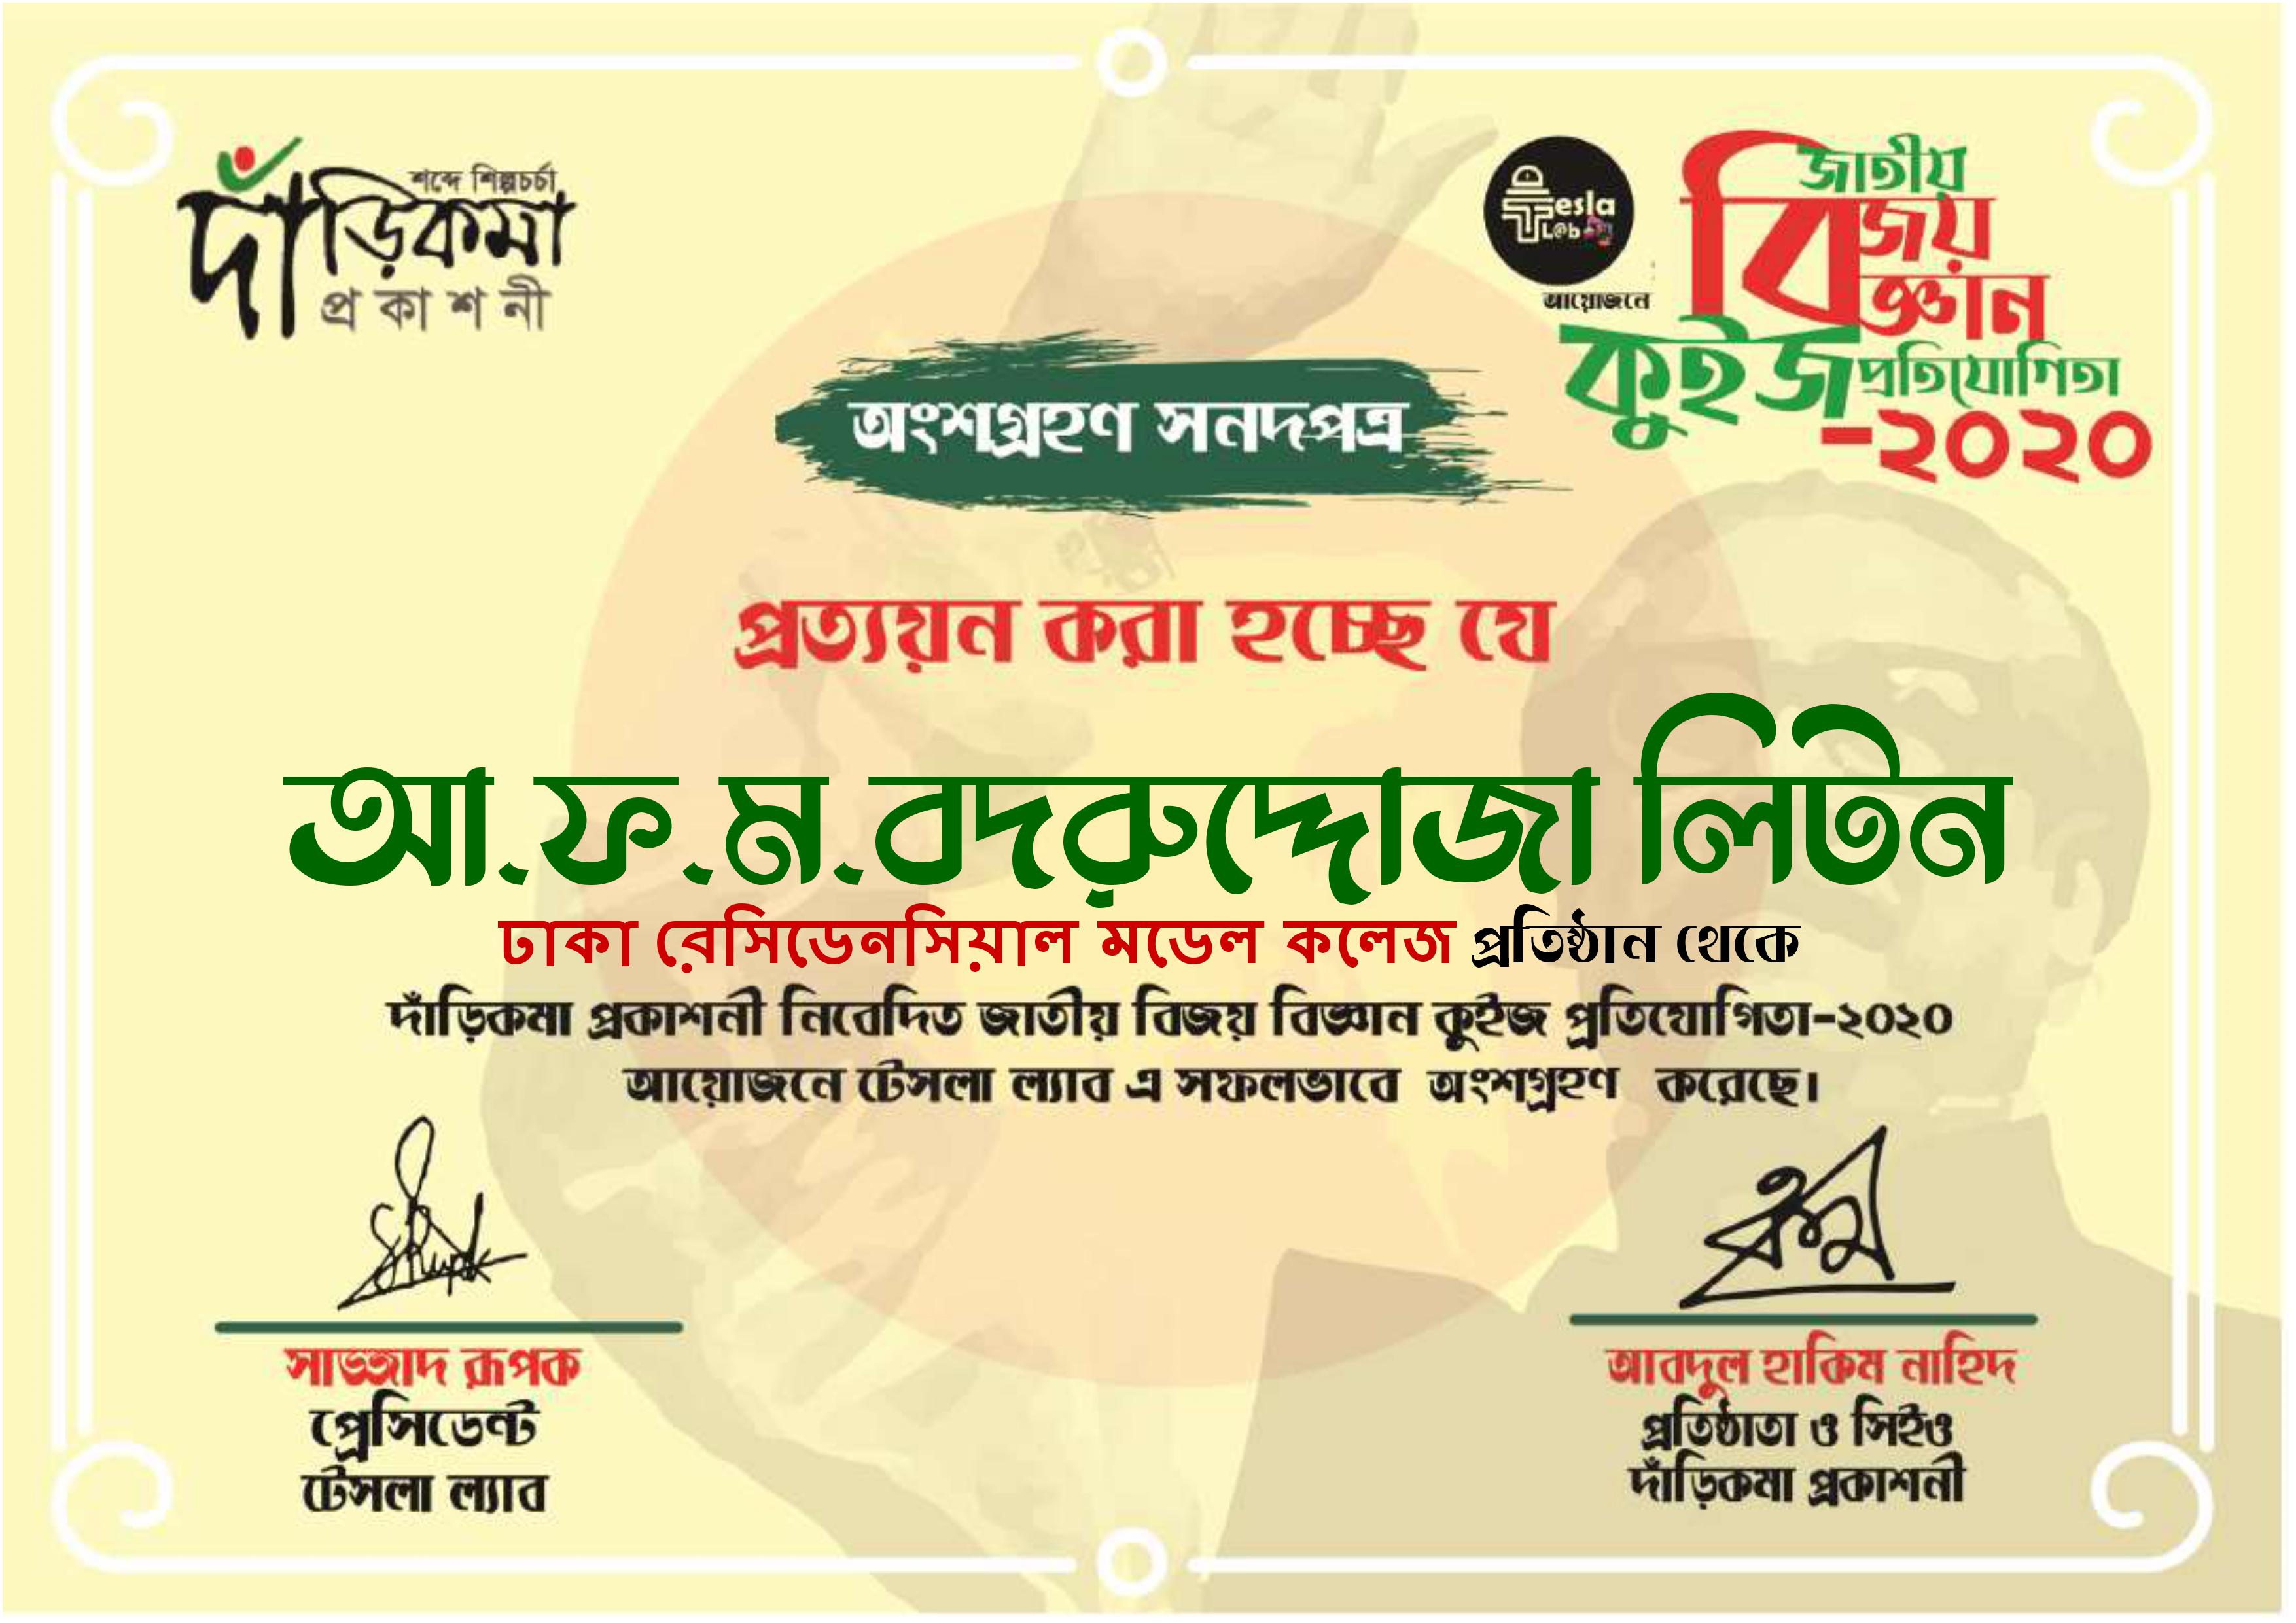 শব্দে শিল্পচর্চা
দাঁড়িকমা
প্রকাশনী
Tesla
L@b
আয়োজনে
জাতীয়
বিজয়
বিজ্ঞান
কুইজ প্রতিযোগিতা
-২০২০
অংশগ্রহণ সনদপত্র
প্রত্যয়ন করা হচ্ছে যে
আ.ফ.ম.বদরুদ্দোজা লিটন
ঢাকা রেসিডেনসিয়াল মডেল কলেজ প্রতিষ্ঠান থেকে
দাঁড়িকমা প্রকাশনী নিবেদিত জাতীয় বিজয় বিজ্ঞান কুইজ প্রতিযোগিতা-২০২০
আয়োজনে টেসলা ল্যাব এ সফলভাবে অংশগ্রহণ করেছে।
সাজ্জাদ রূপক
প্রেসিডেন্ট
টেসলা ল্যাব
আবদুল হাকিম নাহিদ
প্রতিষ্ঠাতা ও সিইও
দাঁড়িকমা প্রকাশনী